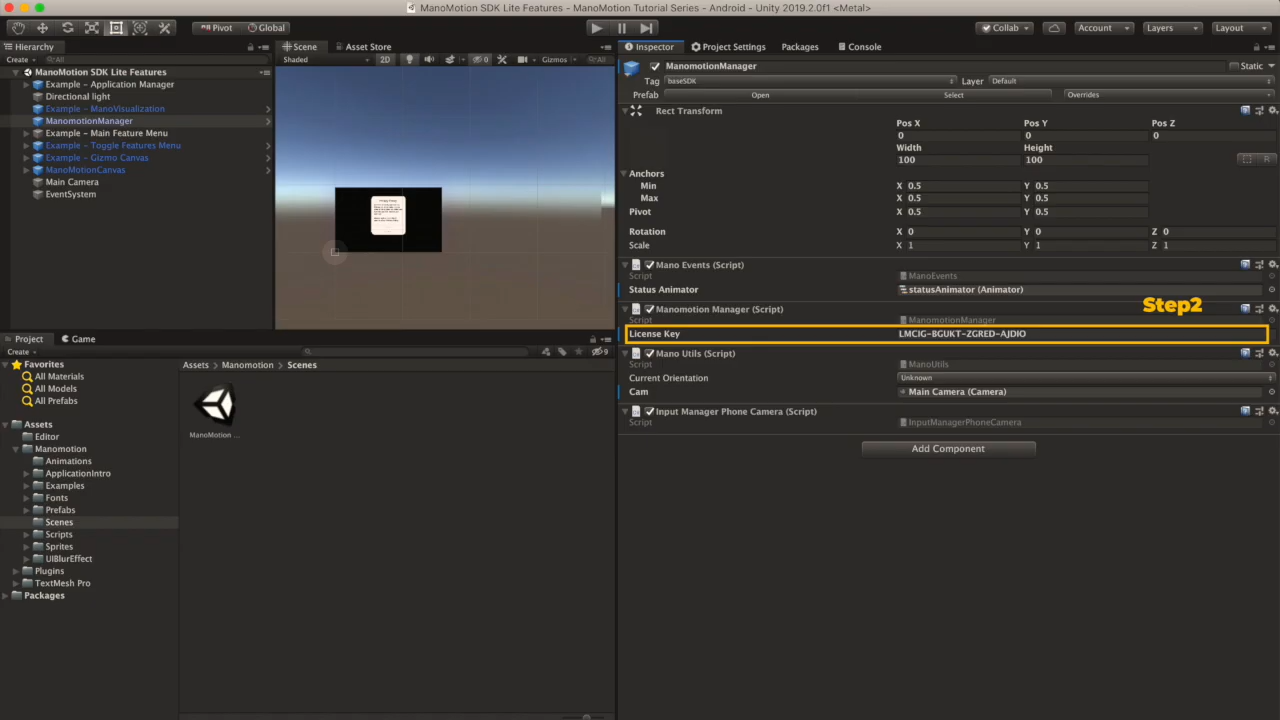 ManoMotion SDK Lite Features - ManoMotion Tutorial Series - Android - Unity 2019.2.0f1 <Metal>
Pivot Global Collab Account Layers Layout
Hierarchy
Create All
ManoMotion SDK Lite Features
Example - Application Manager
Directional light
Example - ManoVisualization
ManomotionManager
Example - Main Feature Menu
Example - Toggle Features Menu
Example - Gizmo Canvas
ManoMotionCanvas
Main Camera
EventSystem
Scene Asset Store
Shaded 2D 0 Gizmos All
Inspector Project Settings Packages Console
ManomotionManager Static
Tag baseSDK Layer Default
Prefab Open Select Overrides
Rect Transform
Pos X Pos Y Pos Z
0 0 0
Width Height
100 100 R
Anchors
Min X 0.5 Y 0.5
Max X 0.5 Y 0.5
Pivot X 0.5 Y 0.5
Rotation X 0 Y 0 Z 0
Scale X 1 Y 1 Z 1
Mano Events (Script)
Script ManoEvents
Status Animator statusAnimator (Animator)
Step2
Manomotion Manager (Script)
Script ManomotionManager
License Key LMCIG-BGUKT-ZGRED-AJDIO
Mano Utils (Script)
Script ManoUtils
Current Orientation Unknown
Cam Main Camera (Camera)
Input Manager Phone Camera (Script)
Script InputManagerPhoneCamera
Add Component
Project Game
Create 9
Favorites
All Materials
All Models
All Prefabs
Assets
Editor
Manomotion
Animations
ApplicationIntro
Examples
Fonts
Prefabs
Scenes
Scripts
Sprites
UIBlurEffect
Plugins
TextMesh Pro
Packages
Assets Manomotion Scenes
ManoMotion ...